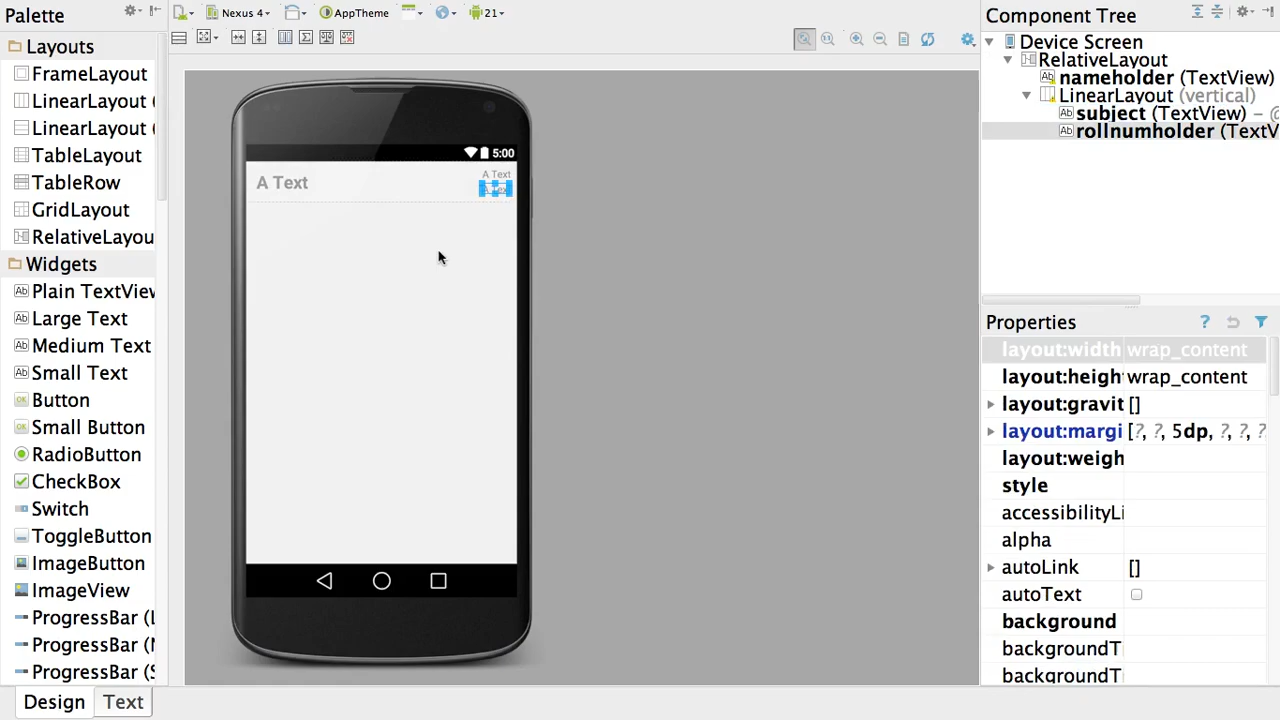 Palette
Layouts
FrameLayout
LinearLayout (
LinearLayout (
TableLayout
TableRow
GridLayout
RelativeLayou
Widgets
Plain TextView
Large Text
Medium Text
Small Text
Button
Small Button
RadioButton
CheckBox
Switch
ToggleButton
ImageButton
ImageView
ProgressBar (L
ProgressBar (M
ProgressBar (S
Design
Text
Nexus 4
AppTheme
21
5:00
A Text
A Text
Component Tree
Device Screen
RelativeLayout
nameholder (TextView)
LinearLayout (vertical)
subject (TextView) – @
rollnumholder (TextV
Properties
layout:width wrap_content
layout:heigh wrap_content
layout:gravit []
layout:margi [?, ?, 5dp, ?, ?, ?
layout:weigh
style
accessibilityLi
alpha
autoLink []
autoText
background
backgroundTi
backgroundTi